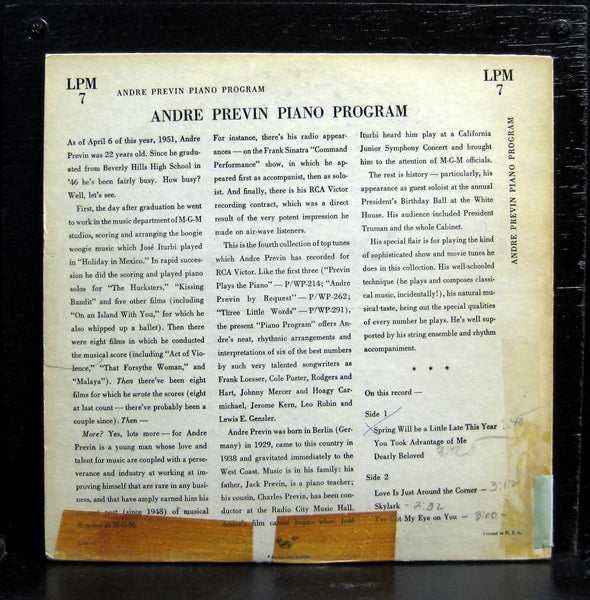 LPM
7
ANDRE PREVIN PIANO PROGRAM
LPM
7
ANDRE PREVIN PIANO PROGRAM
ANDRE PREVIN PIANO PROGRAM
As of April 6 of this year, 1951, Andre
Previn was 22 years old. Since he gradu-
ated from Beverly Hills High School in
'46 he's been fairly busy. How busy?
Well, let's see.
First, the day after graduation he went
to work in the music department of M-G-M
studios, scoring and arranging the boogie
woogie music which José Iturbi played
in "Holiday in Mexico." In rapid succes-
sion he did the scoring and played piano
solos for "The Hucksters," "Kissing
Bandit" and five other films (including
"On an Island With You," for which he
also whipped up a ballet). Then there
were eight films in which he conducted
the musical score (including "Act of Vio-
lence," "That Forsythe Woman," and
"Malaya"). Then there've been eight
films for which he wrote the scores (eight
at last count — there've probably been a
couple since). Then —
More? Yes, lots more — for Andre
Previn is a young man whose love and
talent for music are coupled with a perse-
verance and industry at working at im-
proving himself that are rare in any busi-
ness, and that have amply earned him his
post (since 1948) of musical
director at M-G-M.
For instance, there's his radio appear-
ances — on the Frank Sinatra "Command
Performance" show, in which he ap-
peared first as accompanist, then as solo-
ist. And finally, there is his RCA Victor
recording contract, which was a direct
result of the very potent impression he
made on air-wave listeners.
This is the fourth collection of top tunes
which Andre Previn has recorded for
RCA Victor. Like the first three ("Previn
Plays the Piano" — P/WP-214; "Andre
Previn by Request" — P/WP-262;
"Three Little Words" — P/WP-291),
the present "Piano Program" offers An-
dre's neat, rhythmic arrangements and
interpretations of six of the best numbers
by such very talented songwriters as
Frank Loesser, Cole Porter, Rodgers and
Hart, Johnny Mercer and Hoagy Car-
michael, Jerome Kern, Leo Robin and
Lewis E. Gensler.
Andre Previn was born in Berlin (Ger-
many) in 1929, came to this country in
1938 and gravitated immediately to the
West Coast. Music is in his family: his
father, Jack Previn, is a piano teacher;
his cousin, Charles Previn, has been con-
ductor at the Radio City Music Hall.
Andre's film career began when José
Iturbi heard him play at a California
Junior Symphony Concert and brought
him to the attention of M-G-M officials.
The rest is history — particularly, his
appearance as guest soloist at the annual
President's Birthday Ball at the White
House. His audience included President
Truman and the whole Cabinet.
His special flair is for playing the kind
of sophisticated show and movie tunes he
does in this collection. His well-schooled
technique (he plays and composes classi-
cal music, incidentally!), his natural mu-
sical taste, bring out the special qualities
of every number he plays. He's well sup-
ported by his string ensemble and rhythm
accompaniment.
* * *
On this record —
Side 1
Spring Will be a Little Late This Year
You Took Advantage of Me
Dearly Beloved
Side 2
Love Is Just Around the Corner – 3:12
Skylark – 2:32
I've Got My Eye on You – 3:00 –
Printed in U. S. A.